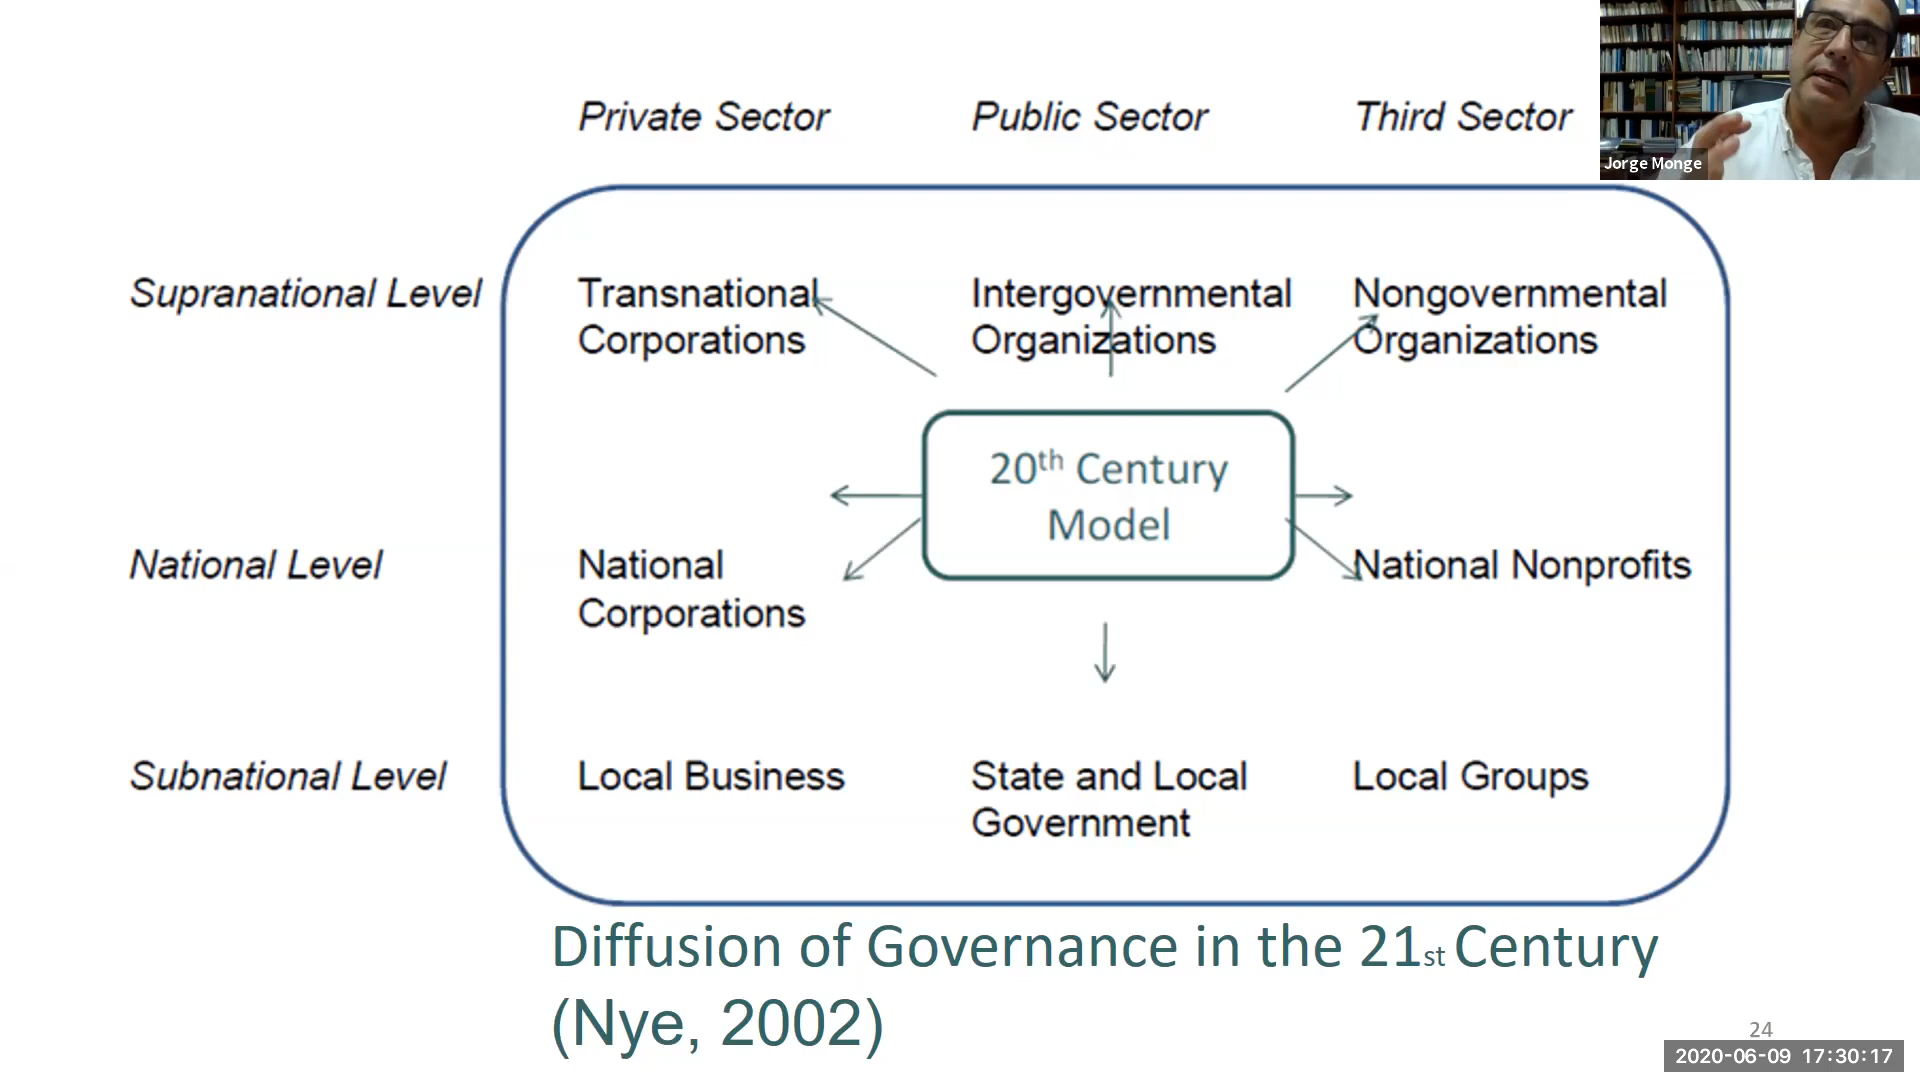 Private Sector
Public Sector
Third Sector
Jorge Monge
Supranational Level
Transnational
Corporations
Intergovernmental
Organizations
Nongovernmental
Organizations
20th Century
Model
National Level
National
Corporations
National Nonprofits
Subnational Level
Local Business
State and Local
Government
Local Groups
Diffusion of Governance in the 21st Century
(Nye, 2002)
24
2020-06-09 17:30:17